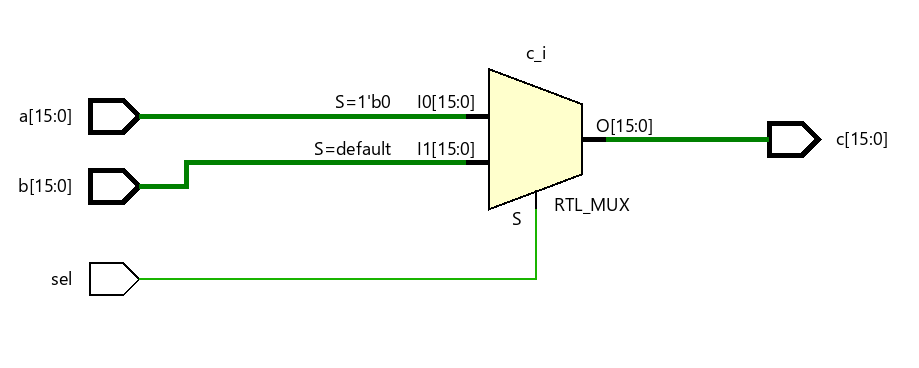 c_i
S=1'b0 I0[15:0]
a[15:0]
O[15:0]
c[15:0]
S=default I1[15:0]
b[15:0]
RTL_MUX
S
sel